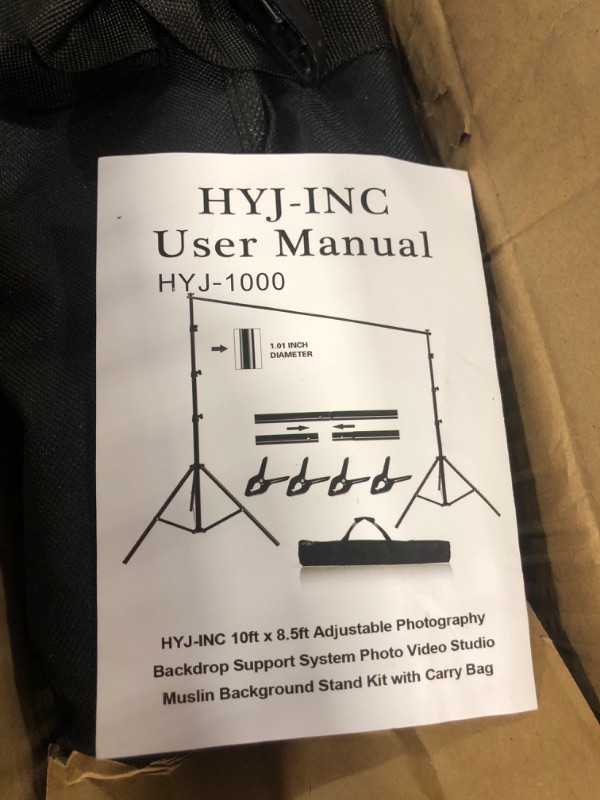 HYJ-INC
User Manual
HYJ-1000
1.01 INCH
DIAMETER
HYJ-INC 10ft x 8.5ft Adjustable Photography
Backdrop Support System Photo Video Studio
Muslin Background Stand Kit with Carry Bag